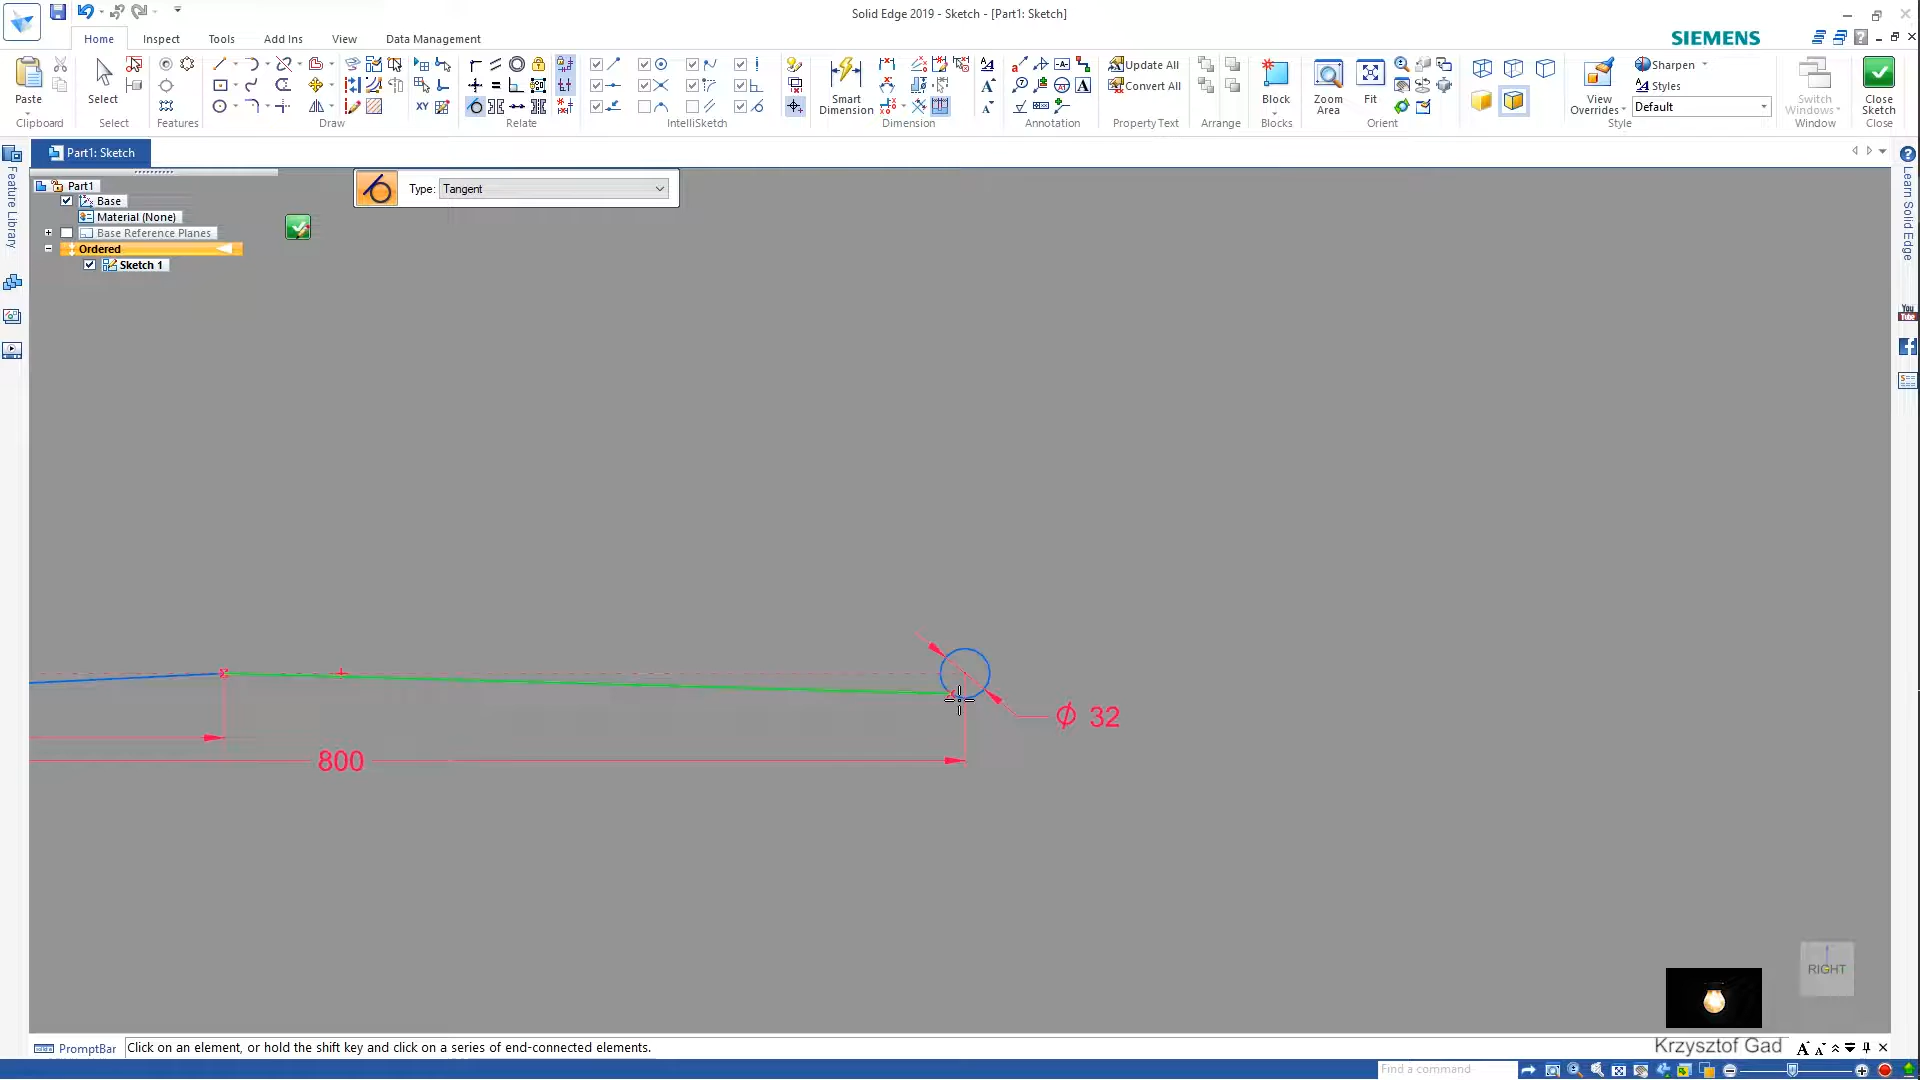 Solid Edge 2019 - Sketch - [Part1: Sketch]
Home
Inspect
Tools
Add Ins
View
Data Management
SIEMENS
Paste
Clipboard
Select
Select
Features
Draw
Relate
IntelliSketch
Smart
Dimension
Dimension
Annotation
Update All
Convert All
Property Text
Arrange
Block
Blocks
Zoom
Area
Fit
Orient
View
Overrides
Sharpen
Styles
Default
Style
Switch
Windows
Window
Close
Sketch
Close
Part1: Sketch
Part1
Base
Material (None)
Base Reference Planes
Ordered
Sketch 1
Type:
Tangent
Feature Library
Learn Solid Edge
You
Tube
Ø 32
800
RIGHT
Krzysztof Gad
PromptBar
Click on an element, or hold the shift key and click on a series of end-connected elements.
Find a command